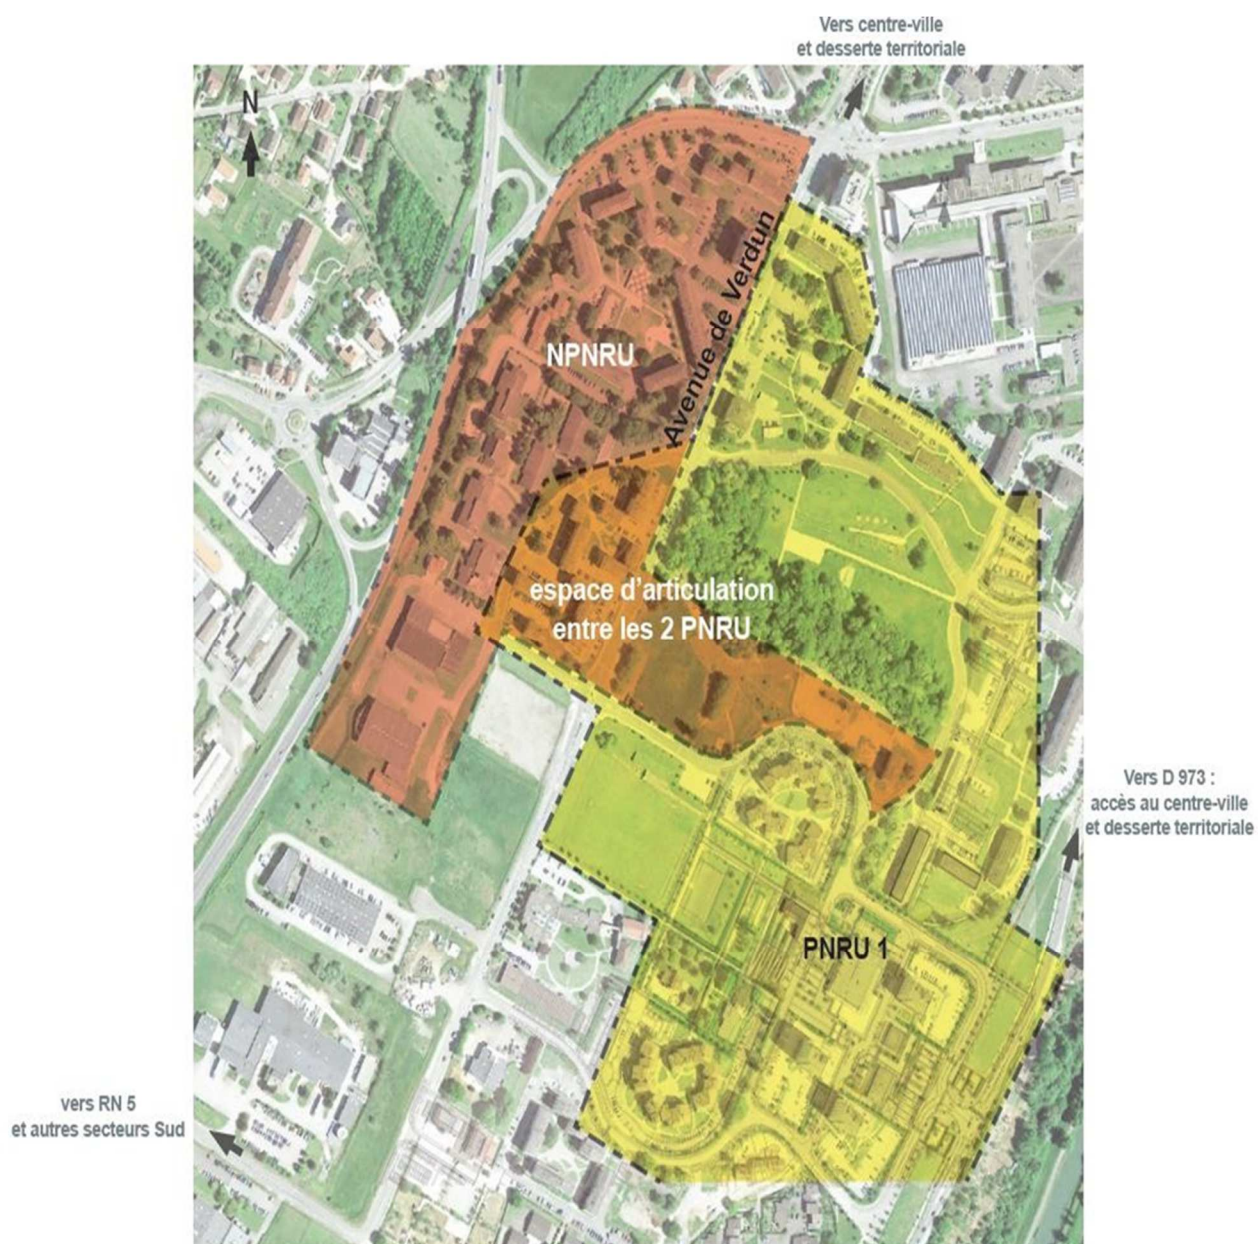 Vers centre-ville
et desserte territoriale
N
Avenue de Verdun
NPNRU
espace d'articulation
entre les 2 PNRU
Vers D 973 :
accès au centre-ville
et desserte territoriale
PNRU 1
vers RN 5
et autres secteurs Sud